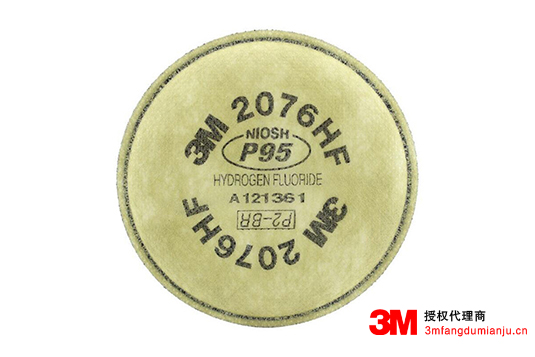 3M 2076HF
NIOSH
P95
HYDROGEN FLUORIDE
A121361
P2-BR
3M 2076HF
3M 授权代理商
3mfangdumianju.cn